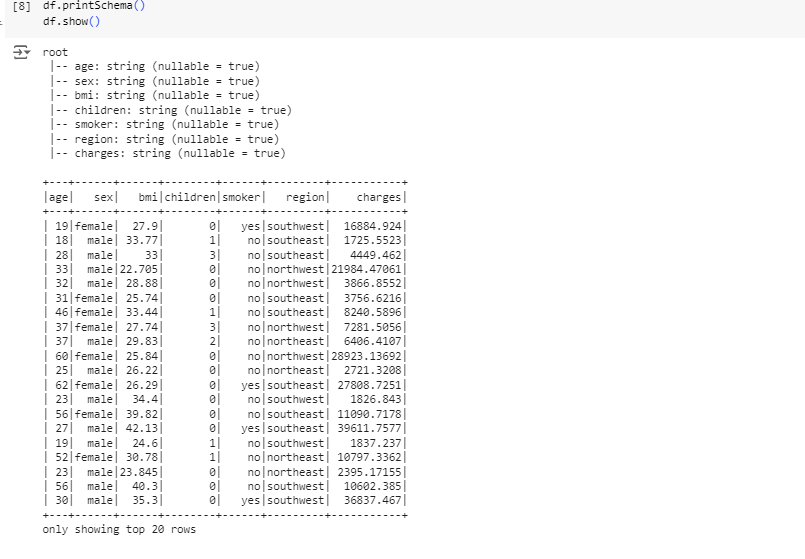 [8] df.printSchema()
df.show()
root
|-- age: string (nullable = true)
|-- sex: string (nullable = true)
|-- bmi: string (nullable = true)
|-- children: string (nullable = true)
|-- smoker: string (nullable = true)
|-- region: string (nullable = true)
|-- charges: string (nullable = true)
+---+------+------+--------+------+---------+-----------+
|age|   sex|   bmi|children|smoker|   region|    charges|
+---+------+------+--------+------+---------+-----------+
| 19|female|  27.9|       0|   yes|southwest|  16884.924|
| 18|  male| 33.77|       1|    no|southeast|  1725.5523|
| 28|  male|    33|       3|    no|southeast|   4449.462|
| 33|  male|22.705|       0|    no|northwest|21984.47061|
| 32|  male| 28.88|       0|    no|northwest|  3866.8552|
| 31|female| 25.74|       0|    no|southeast|  3756.6216|
| 46|female| 33.44|       1|    no|southeast|  8240.5896|
| 37|female| 27.74|       3|    no|northwest|  7281.5056|
| 37|  male| 29.83|       2|    no|northeast|  6406.4107|
| 60|female| 25.84|       0|    no|northwest|28923.13692|
| 25|  male| 26.22|       0|    no|northeast|  2721.3208|
| 62|female| 26.29|       0|   yes|southeast| 27808.7251|
| 23|  male|  34.4|       0|    no|southwest|   1826.843|
| 56|female| 39.82|       0|    no|southeast| 11090.7178|
| 27|  male| 42.13|       0|   yes|southeast| 39611.7577|
| 19|  male|  24.6|       1|    no|southwest|   1837.237|
| 52|female| 30.78|       1|    no|northeast| 10797.3362|
| 23|  male|23.845|       0|    no|northeast| 2395.17155|
| 56|  male|  40.3|       0|    no|southwest|  10602.385|
| 30|  male|  35.3|       0|   yes|southwest|  36837.467|
+---+------+------+--------+------+---------+-----------+
only showing top 20 rows